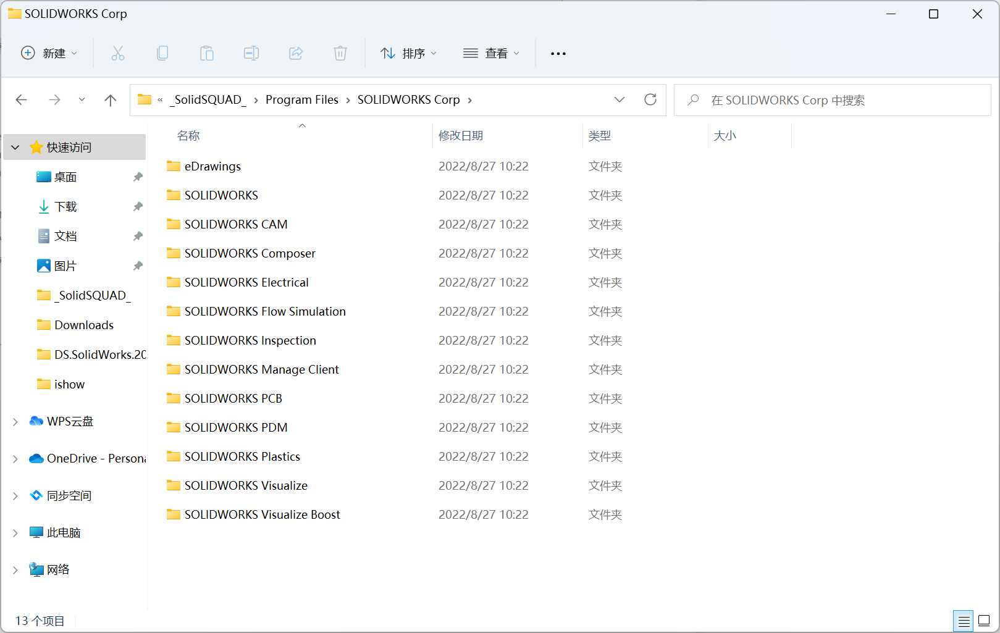 SOLIDWORKS Corp
新建 排序 查看
« _SolidSQUAD_ › Program Files › SOLIDWORKS Corp ›
在 SOLIDWORKS Corp 中搜索
名称 修改日期 类型 大小
快速访问
桌面
下载
文档
图片
_SolidSQUAD_
Downloads
DS.SolidWorks.20
ishow
WPS云盘
OneDrive - Persona
同步空间
此电脑
网络
eDrawings 2022/8/27 10:22 文件夹
SOLIDWORKS 2022/8/27 10:22 文件夹
SOLIDWORKS CAM 2022/8/27 10:22 文件夹
SOLIDWORKS Composer 2022/8/27 10:22 文件夹
SOLIDWORKS Electrical 2022/8/27 10:22 文件夹
SOLIDWORKS Flow Simulation 2022/8/27 10:22 文件夹
SOLIDWORKS Inspection 2022/8/27 10:22 文件夹
SOLIDWORKS Manage Client 2022/8/27 10:22 文件夹
SOLIDWORKS PCB 2022/8/27 10:22 文件夹
SOLIDWORKS PDM 2022/8/27 10:22 文件夹
SOLIDWORKS Plastics 2022/8/27 10:22 文件夹
SOLIDWORKS Visualize 2022/8/27 10:22 文件夹
SOLIDWORKS Visualize Boost 2022/8/27 10:22 文件夹
13 个项目